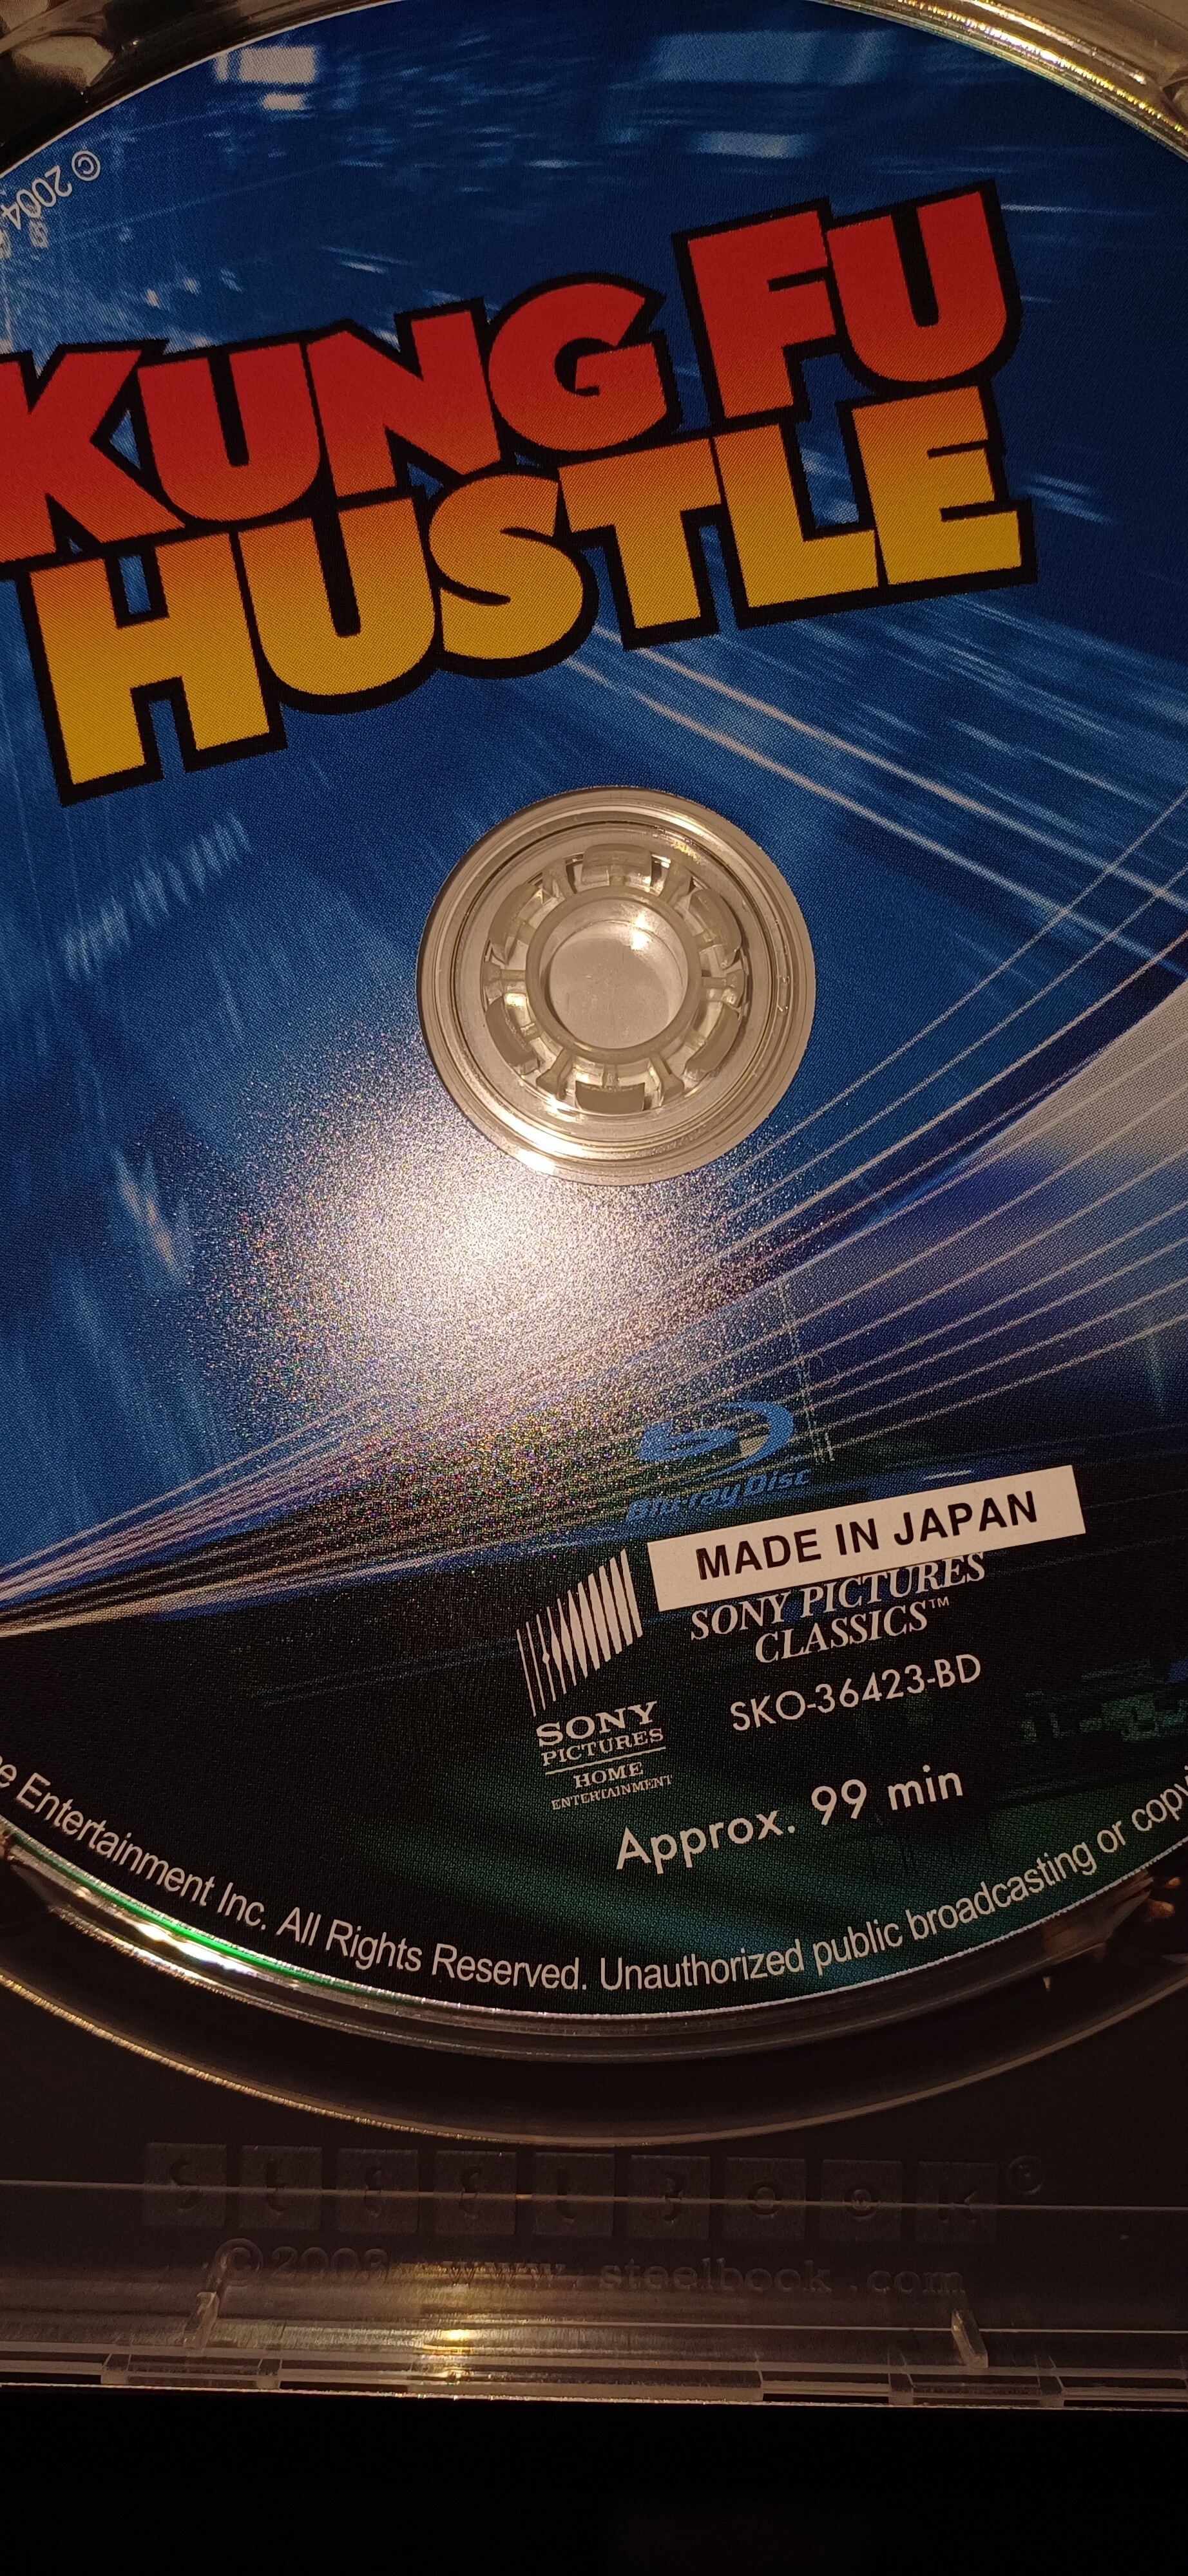 © 2004
KUNG FU
HUSTLE
Blu-ray Disc
MADE IN JAPAN
SONY PICTURES
CLASSICS™
SKO-36423-BD
SONY
PICTURES
HOME
ENTERTAINMENT
Approx. 99 min
Entertainment Inc. All Rights Reserved. Unauthorized public broadcasting or
STEELBOOK®
www.steelbook.com